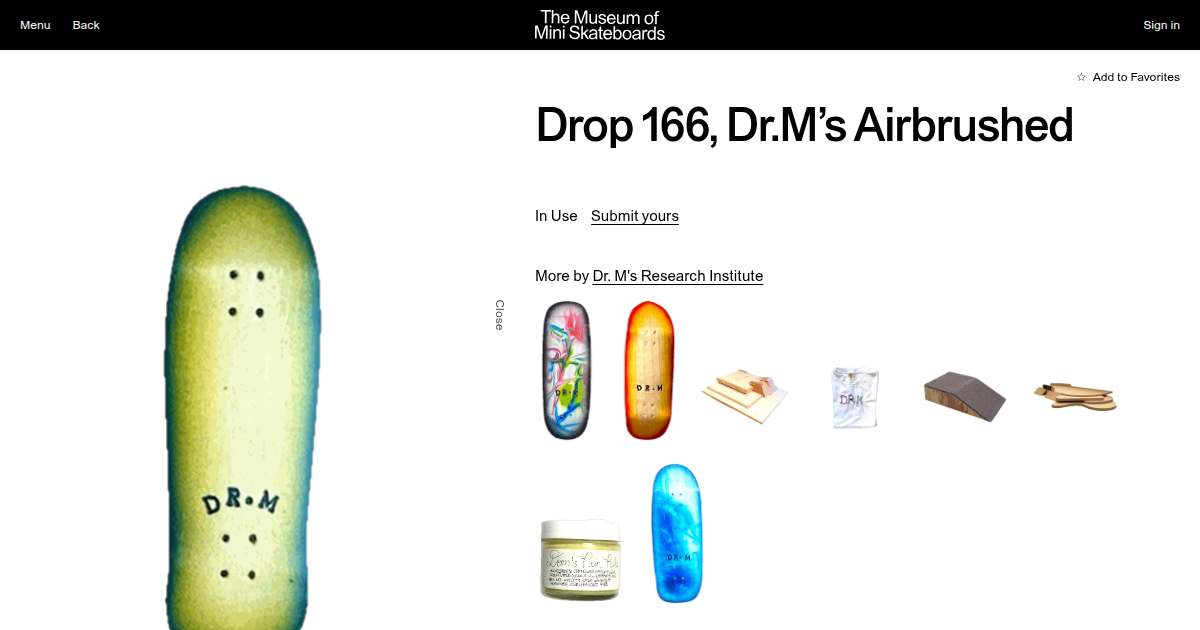 Menu
Back
The Museum of
Mini Skateboards
Sign in
☆ Add to Favorites
Drop 166, Dr.M’s Airbrushed
In Use
Submit yours
More by Dr. M's Research Institute
Close
DR•M
DR•M
DR M
DR•M